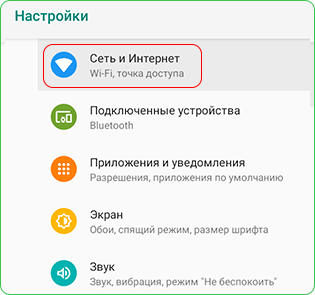 Настройки
Сеть и Интернет
Wi-Fi, точка доступа
Подключенные устройства
Bluetooth
Приложения и уведомления
Разрешения, приложения по умолчанию
Экран
Обои, спящий режим, размер шрифта
Звук
Звук, вибрация, режим "Не беспокоить"